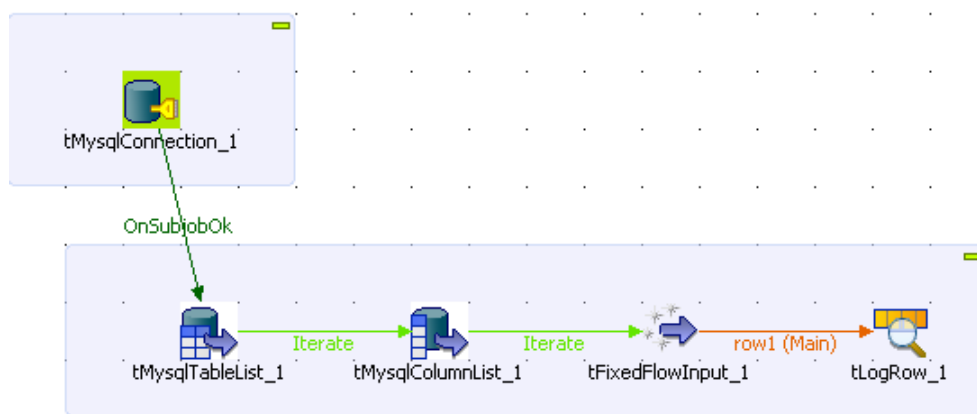 tMysqlConnection_1
OnSubjobOk
Iterate
Iterate
row1 (Main)
tMysqlTableList_1
tMysqlColumnList_1
tFixedFlowInput_1
tLogRow_1